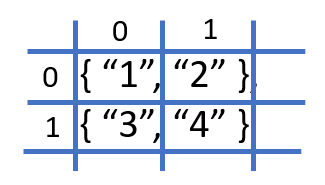 0 1
0 { “1”, “2” },
1 { “3”, “4” }